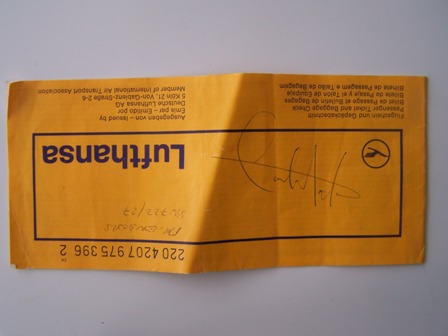 220 4207 975 396 2
Lufthansa
Flugschein und Gepäckabschnitt
Passenger Ticket and Baggage Check
Billet de Passage et Bulletin de Bagages
Billete de Pasaje y el Talón de Equipaje
Bilhete de Passagem e Talão de Bagagem
Ausgegeben von – Issued by
Emis par – Emitido por
Deutsche Lufthansa AG
5 Köln 21, Von-Gablenz-Straße 2-6
Member of International Air Transport Association